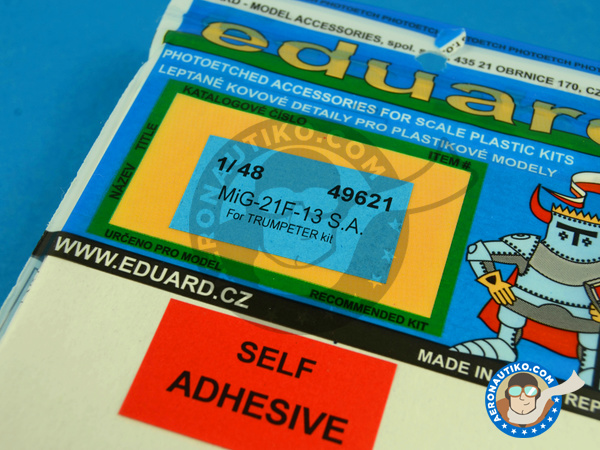 RD - MODEL ACCESSORIES, spol. s 435 21 OBRNICE 170, CZ
eduard
PHOTOETCHED ACCESSORIES FOR SCALE PLASTIC KITS
LEPTANÉ KOVOVÉ DETAILY PRO PLASTIKOVÉ MODELY
KATALOGOVÉ ČÍSLO
ITEM #
NÁZEV TITLE
1/48 49621
MiG-21F-13 S.A.
For TRUMPETER kit
URČENO PRO MODEL
RECOMMENDED KIT
WWW.EDUARD.CZ
MADE IN REP
SELF
ADHESIVE
AERONAUTIKO.COM
AERONAUTIKO.COM